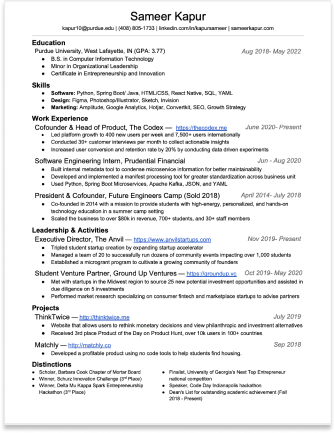 Sameer Kapur
kapur10@purdue.edu | (408) 805-1733 | linkedin.com/in/kapursameer | sameerkapur.com
Education
Purdue University, West Lafayette, IN (GPA: 3.77) Aug 2018- May 2022
● B.S. in Computer Information Technology
● Minor in Organizational Leadership
● Certificate in Entrepreneurship and Innovation
Skills
● Software: Python, Spring Boot/ Java, HTML/CSS, React Native, SQL, YAML
● Design: Figma, Photoshop/Illustrator, Sketch, Invision
● Marketing: Amplitude, Google Analytics, Hotjar, Convertkit, SEO, Growth Strategy
Work Experience
Cofounder & Head of Product, The Codex — https://thecodex.me June 2020- Present
● Led platform growth to 400 new users per week and 7,500+ users internationally
● Conducted 30+ customer interviews per month to collect actionable insights
● Increased user conversion and retention rate by 20% by conducting data driven experiments
Software Engineering Intern, Prudential Financial Jun - Aug 2020
● Built internal metadata tool to condense microservice information for better maintainability
● Developed and implemented a manifest processing tool for greater standardization across business unit
● Used Python, Spring Boot Microservices, Apache Kafka, JSON, and YAML
President & Cofounder, Future Engineers Camp (Sold 2018) April 2014- July 2018
● Co-founded in 2014 with a mission to provide students with high-energy, personalized, and hands-on
technology education in a summer camp setting
● Scaled the business to over $80k in revenue, 700+ students, and 30+ staff members
Leadership & Activities
Executive Director, The Anvil — https://www.anvilstartups.com Nov 2019- Present
● Tripled student startup creation by expanding startup accelerator
● Managed a team of 20 to successfully run dozens of community events impacting over 1,000 students
● Established a microgrant program to cultivate a growing community of founders
Student Venture Partner, Ground Up Ventures — https://groundup.vc Oct 2019- May 2020
● Met with startups in the Midwest region to source 25 new potential investment opportunities and assisted in
due diligence on 5 investments
● Performed market research specializing on consumer fintech and marketplace startups to advise partners
Projects
ThinkTwice — http://thinktwice.me July 2019
● Website that allows users to rethink monetary decisions and view philanthropic and investment alternatives
● Received 3rd place Product of the Day on Product Hunt, over 10k users in 100+ countries
Matchly — http://matchly.co Sep 2018
● Developed a profitable product using no code tools to help students find housing.
Distinctions
● Scholar, Barbara Cook Chapter of Mortar Board
● Winner, Schurz Innovation Challenge (3rd Place)
● Winner, Delta Mu Kappa Spark Entrepreneurship
Hackathon (3rd Place)
● Finalist, University of Georgia's Next Top Entrepreneur
national competition
● Speaker, Code Day Indianapolis hackathon
● Dean's List for outstanding academic achievement (Fall
2018 - Present)